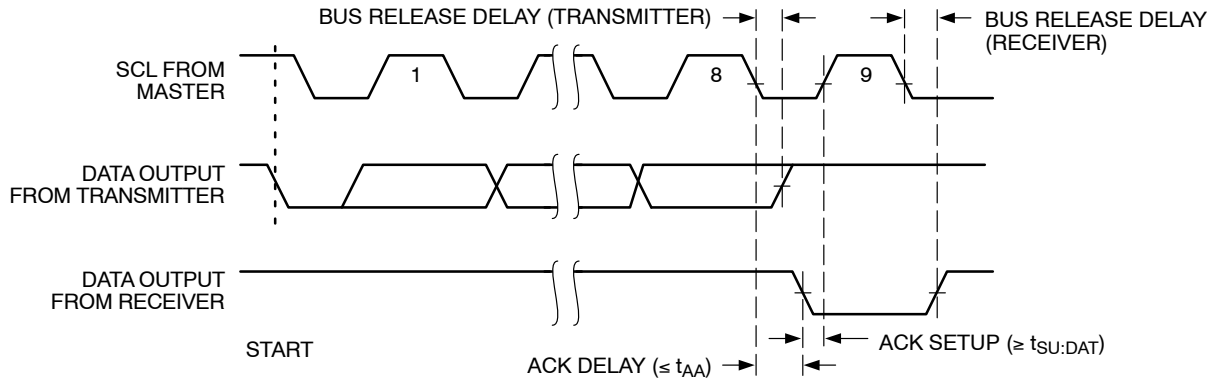 BUS RELEASE DELAY (TRANSMITTER)
BUS RELEASE DELAY
(RECEIVER)
SCL FROM
MASTER
1
8
9
DATA OUTPUT
FROM TRANSMITTER
DATA OUTPUT
FROM RECEIVER
START
ACK SETUP (≥ tSU:DAT)
ACK DELAY (≤ tAA)